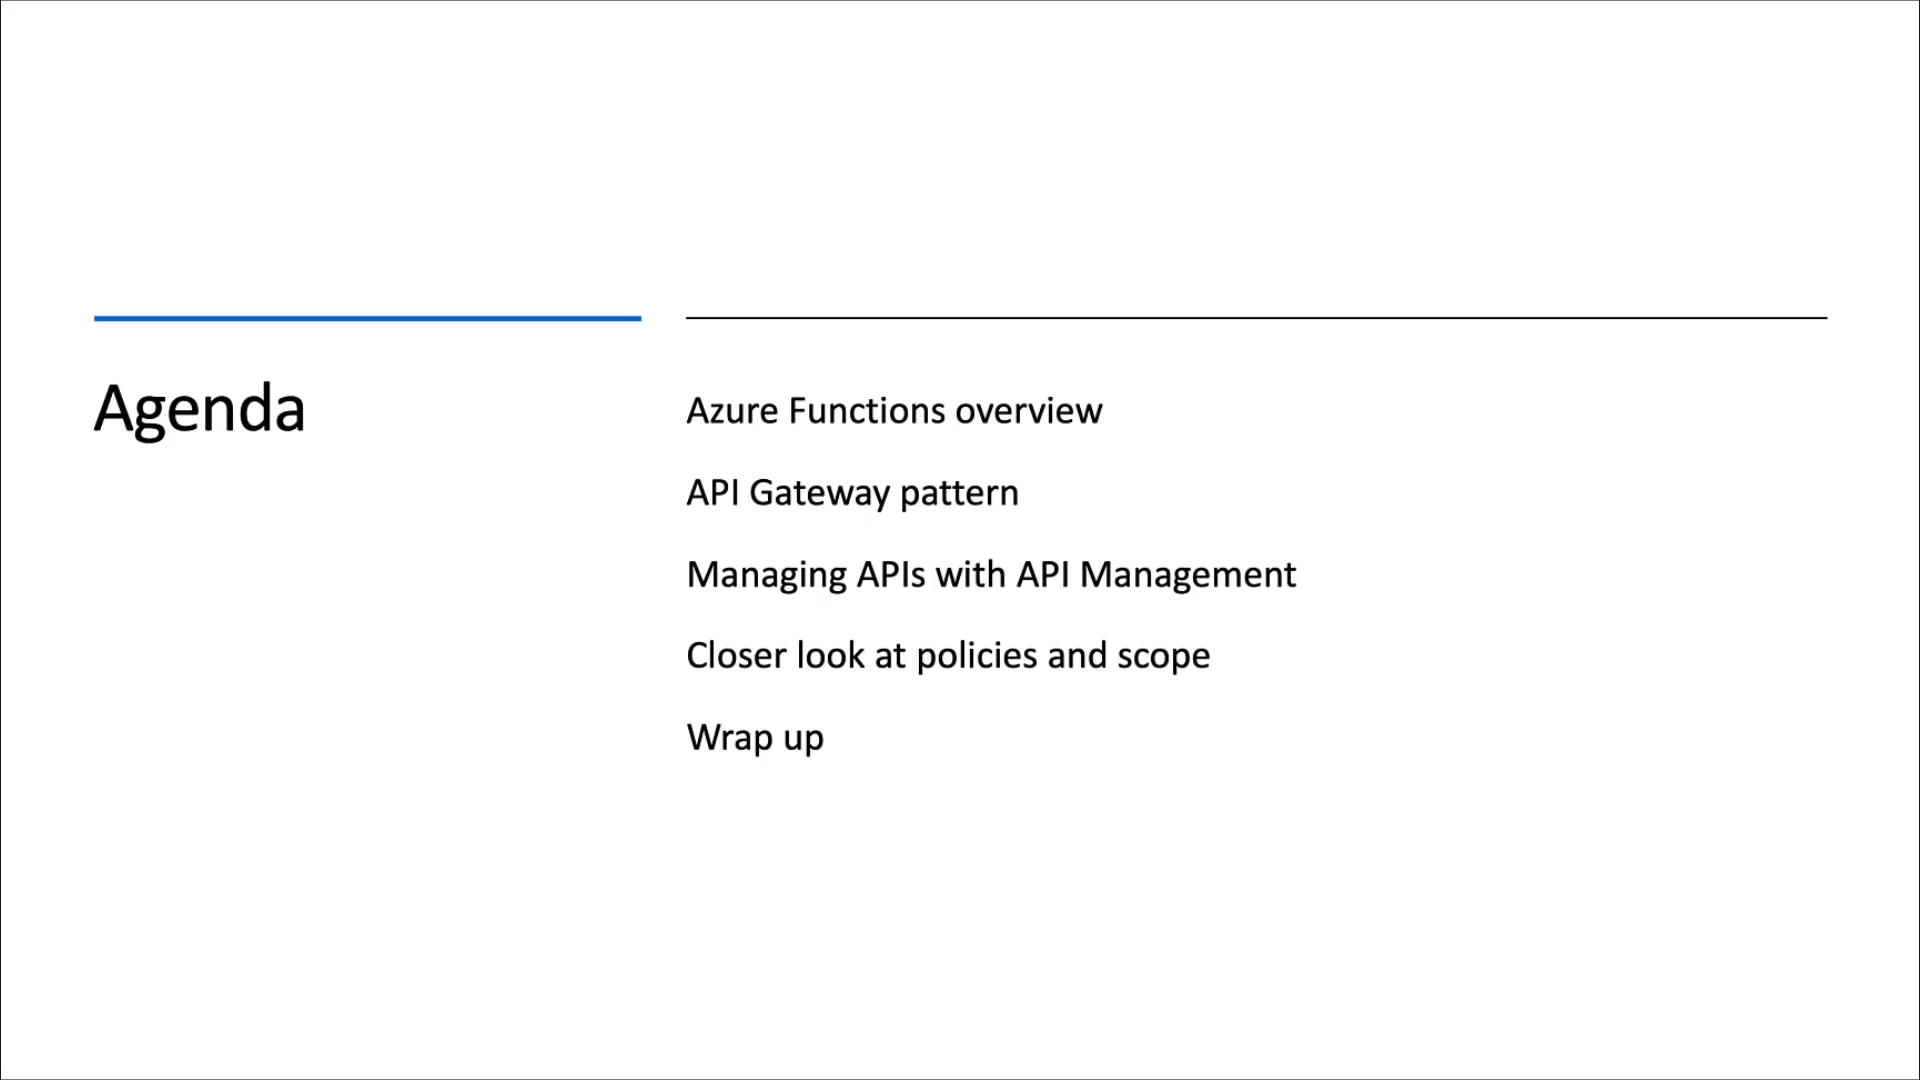 Agenda
Azure Functions overview
API Gateway pattern
Managing APIs with API Management
Closer look at policies and scope
Wrap up